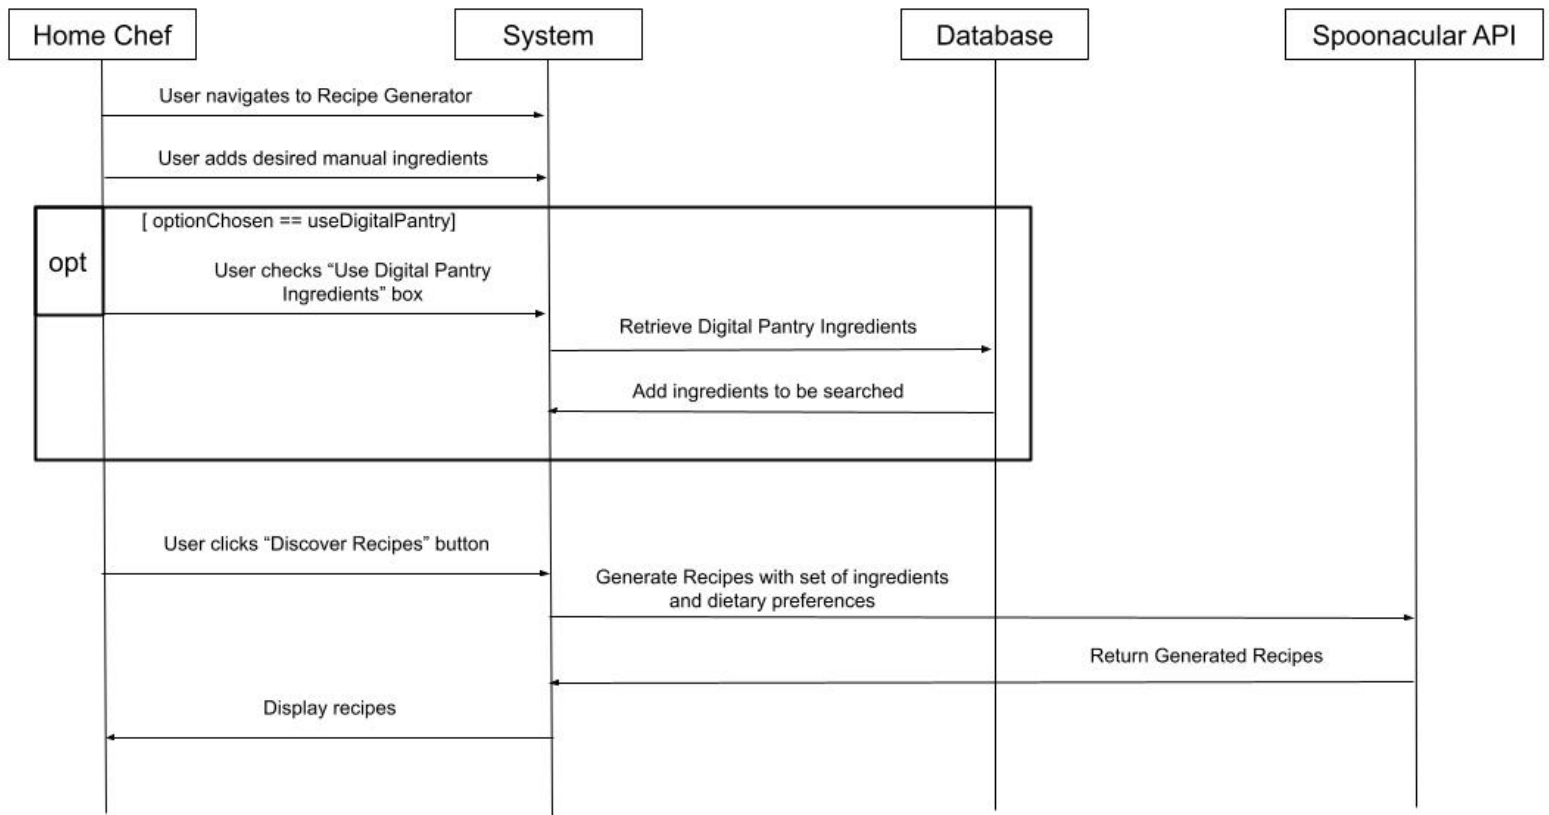 Home Chef
System
Database
Spoonacular API
User navigates to Recipe Generator
User adds desired manual ingredients
[ optionChosen == useDigitalPantry]
opt
User checks “Use Digital Pantry
Ingredients” box
Retrieve Digital Pantry Ingredients
Add ingredients to be searched
User clicks “Discover Recipes” button
Generate Recipes with set of ingredients
and dietary preferences
Return Generated Recipes
Display recipes